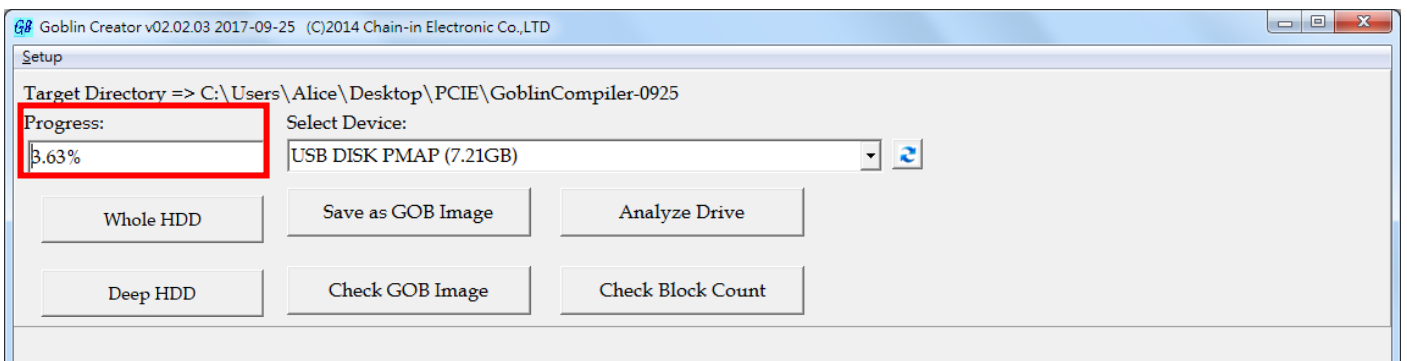 GB Goblin Creator v02.02.03 2017-09-25 (C)2014 Chain-in Electronic Co.,LTD
Setup
Target Directory => C:\Users\Alice\Desktop\PCIE\GoblinCompiler-0925
Progress: Select Device:
3.63% USB DISK PMAP (7.21GB)
Whole HDD Save as GOB Image Analyze Drive
Deep HDD Check GOB Image Check Block Count